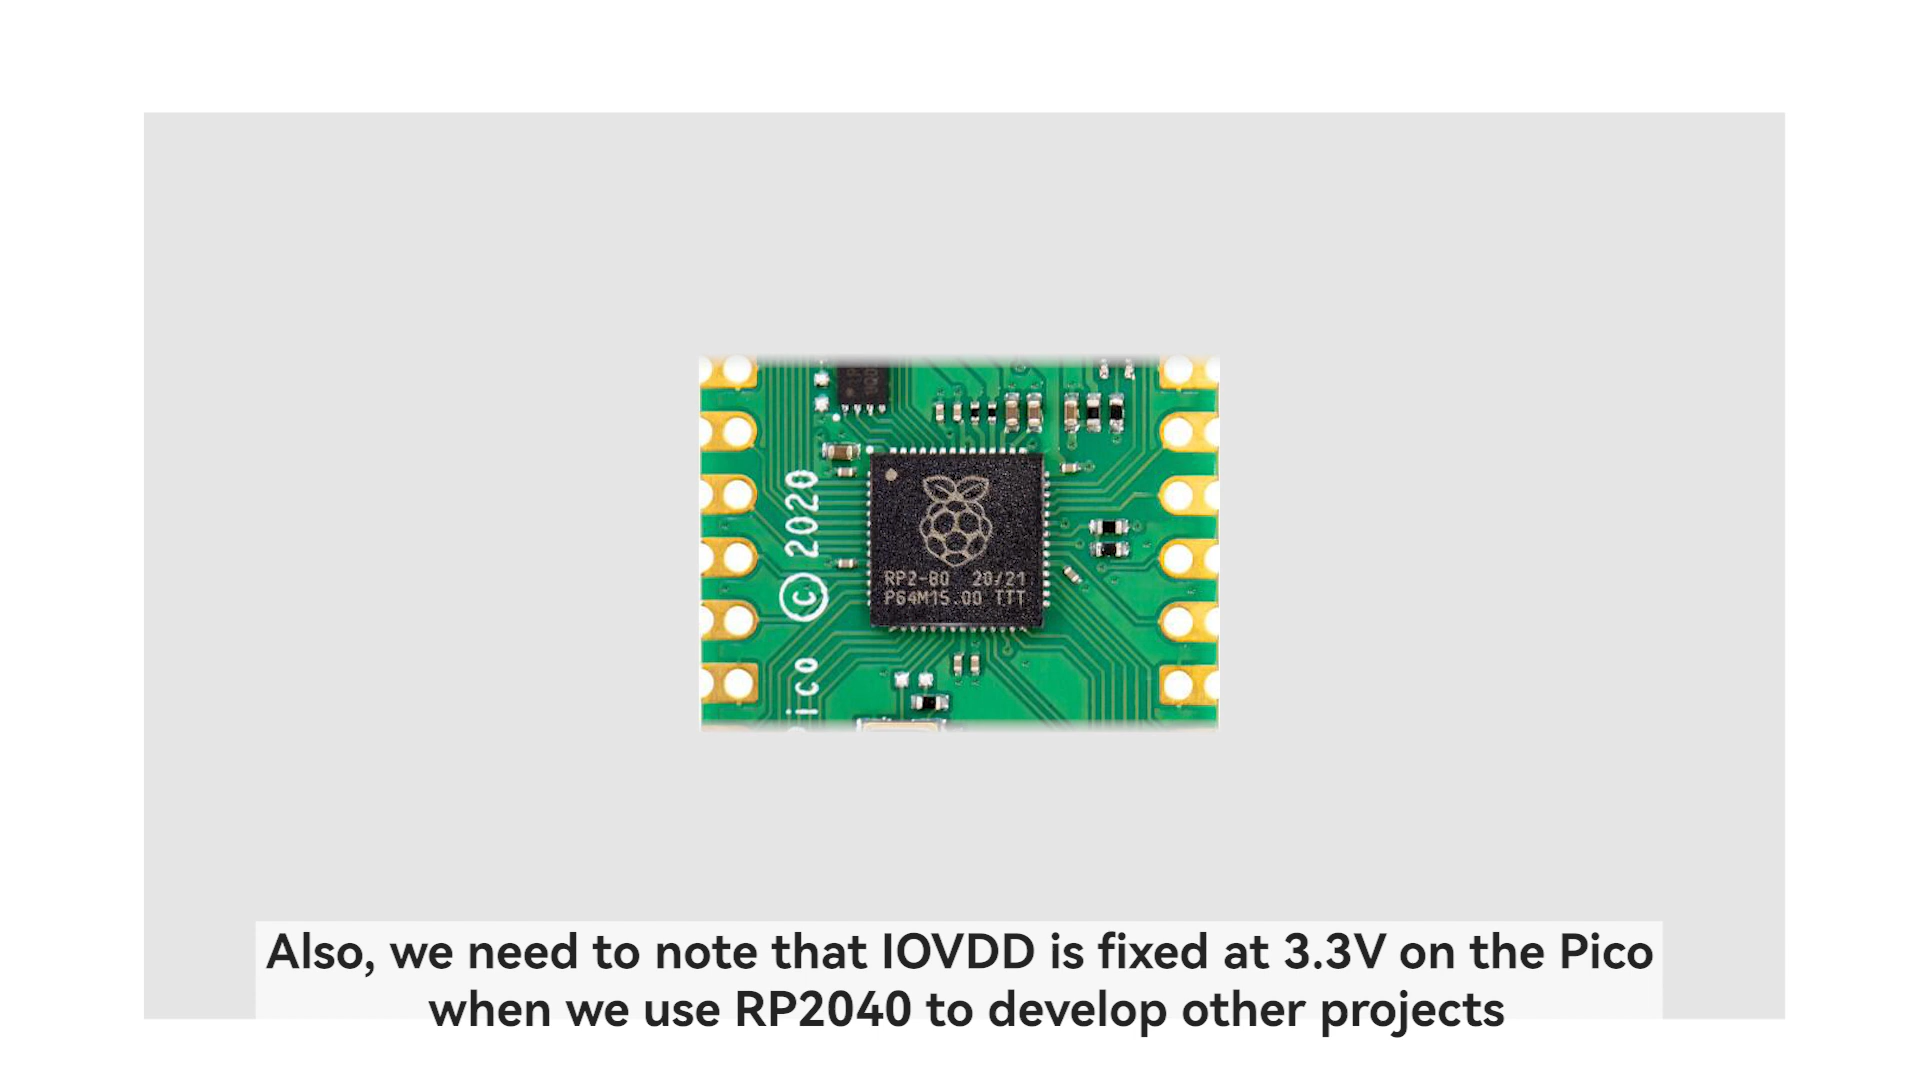 © 2020
ico
RP2-B0 20/21
P64M15.00 TTT
Also, we need to note that IOVDD is fixed at 3.3V on the Pico
when we use RP2040 to develop other projects